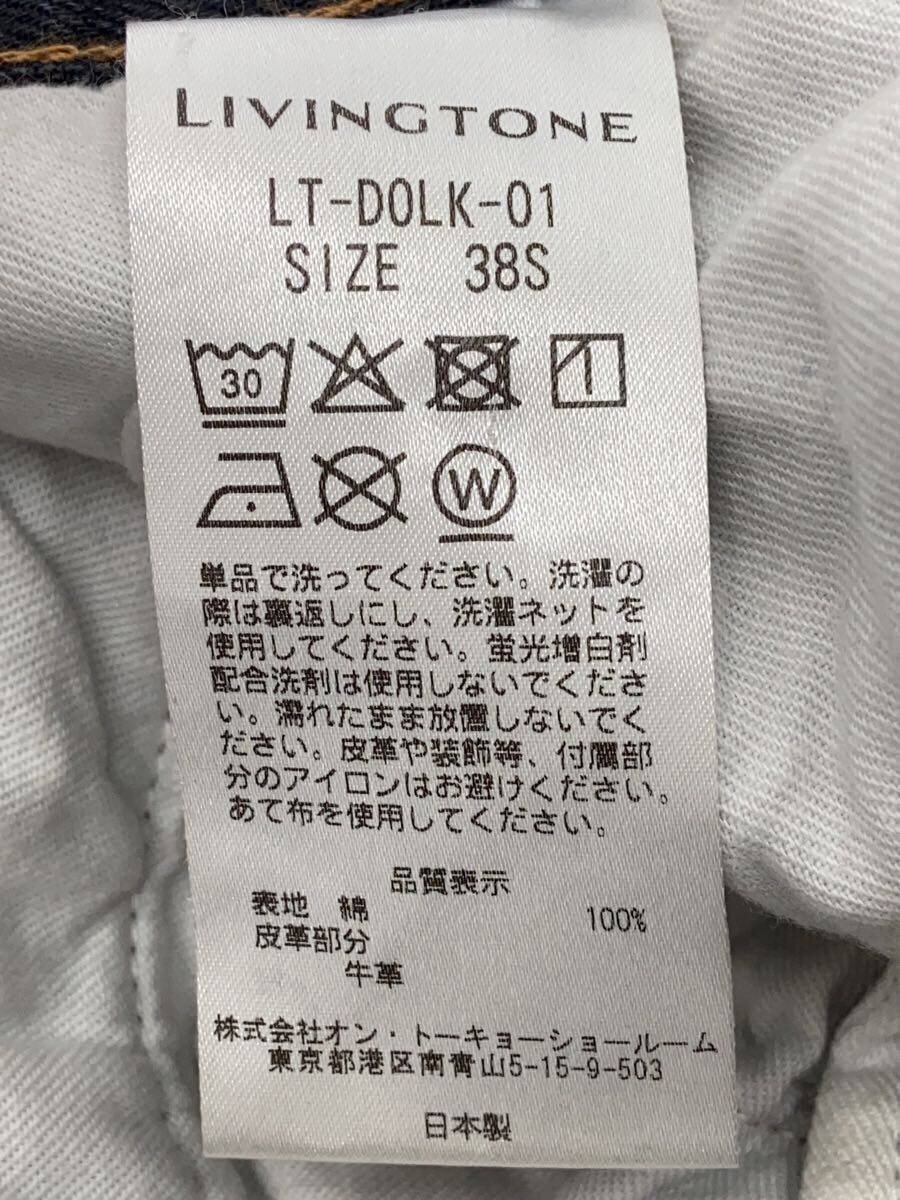 LIVINGTONE
LT-DOLK-01
SIZE 38S
30
W
単品で洗ってください。洗濯の
際は裏返しにし、洗濯ネットを
使用してください。蛍光増白剤
配合洗剤は使用しないでくださ
い。濡れたまま放置しないでく
ださい。皮革や装飾等、付属部
分のアイロンはお避けください。
あて布を使用してください。
品質表示
表地 綿 100%
皮革部分
牛革
株式会社オン・トーキョーショールーム
東京都港区南青山5-15-9-503
日本製